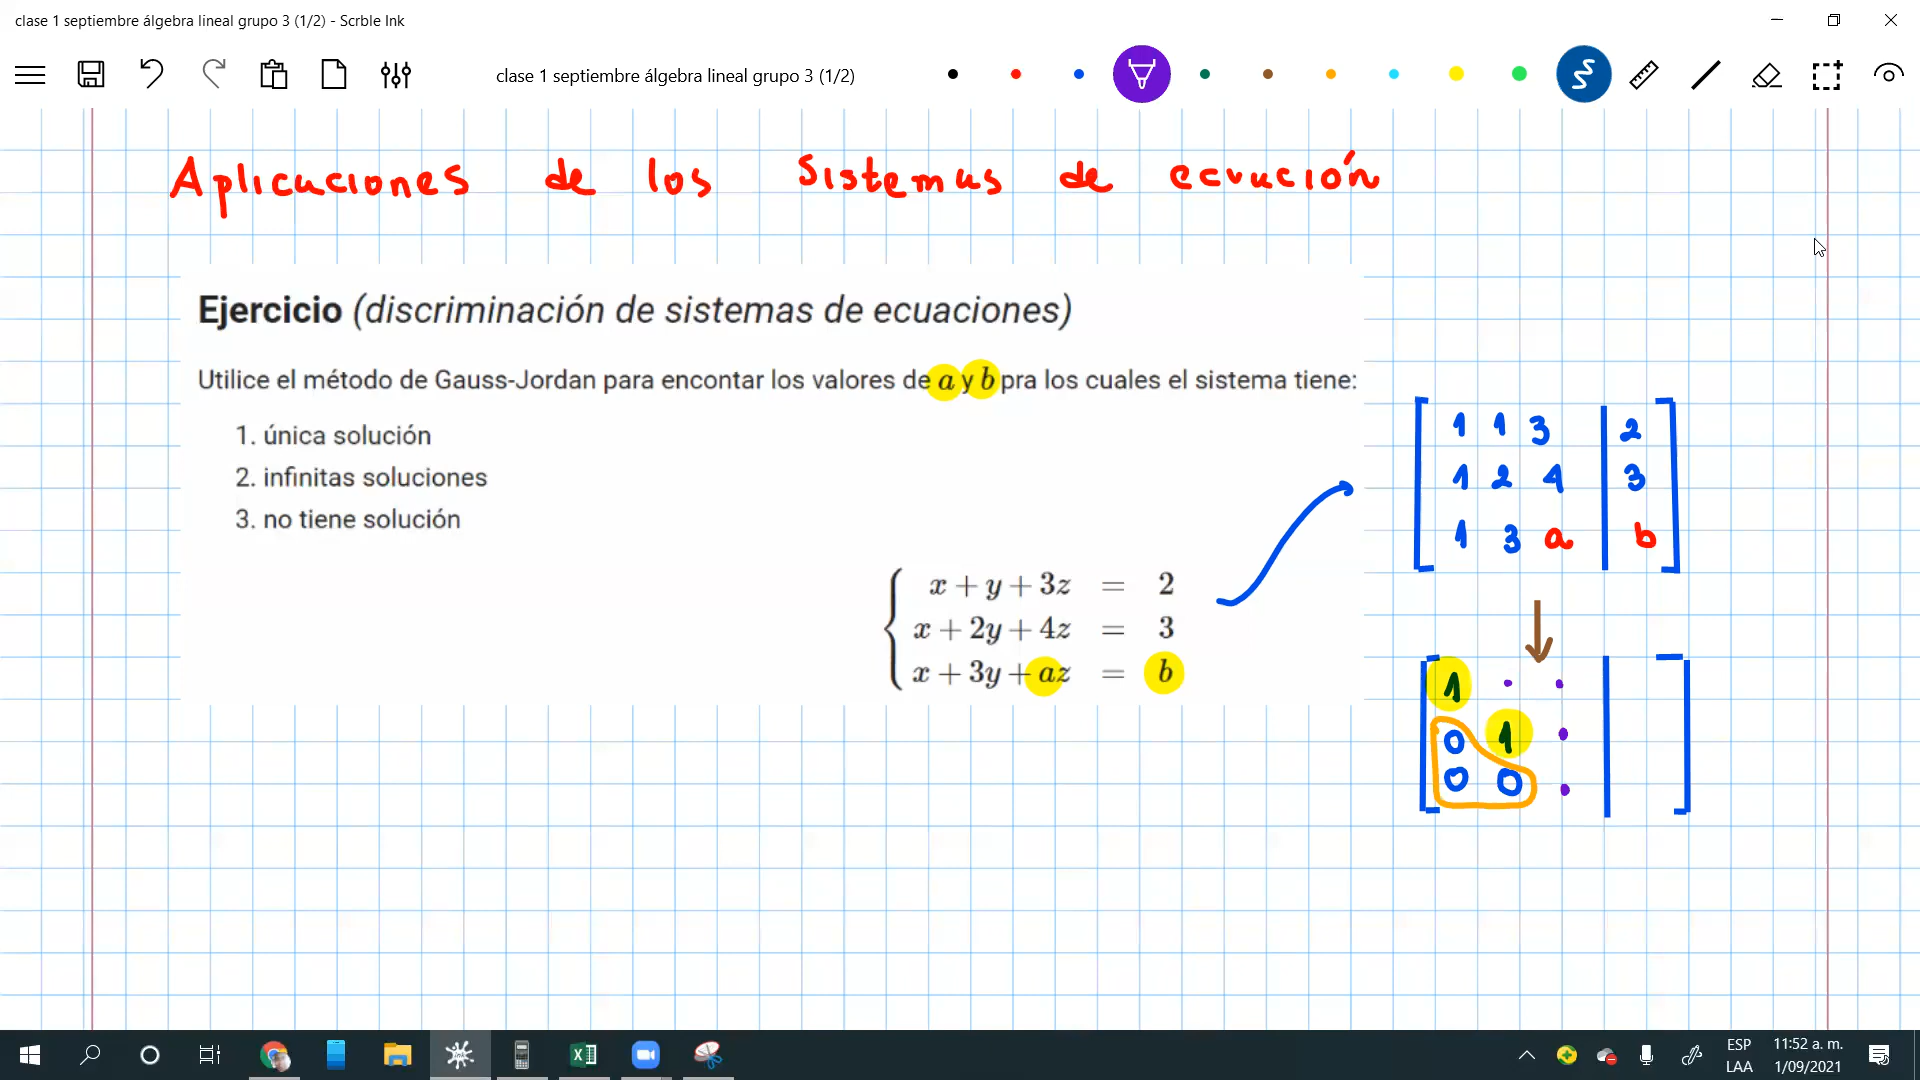 clase 1 septiembre álgebra lineal grupo 3 (1/2) - Scrble Ink
clase 1 septiembre álgebra lineal grupo 3 (1/2)
Aplicaciones de los Sistemas de ecuación
Ejercicio (discriminación de sistemas de ecuaciones)
Utilice el método de Gauss-Jordan para encontar los valores de a y b pra los cuales el sistema tiene:
1. única solución
2. infinitas soluciones
3. no tiene solución
x + y + 3z = 2
x + 2y + 4z = 3
x + 3y + az = b
1 1 3 | 2
1 2 4 | 3
1 3 a | b
1 . .
0 1 .
0 0 .
ESP
LAA
11:52 a. m.
1/09/2021